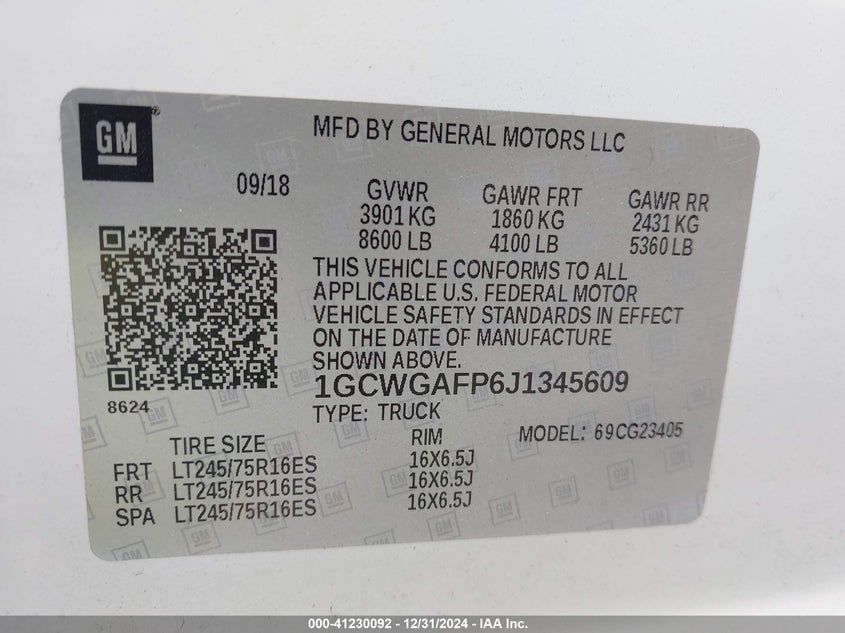 GM®
MFD BY GENERAL MOTORS LLC
09/18
GVWR GAWR FRT GAWR RR
3901 KG 1860 KG 2431 KG
8600 LB 4100 LB 5360 LB
THIS VEHICLE CONFORMS TO ALL
APPLICABLE U.S. FEDERAL MOTOR
VEHICLE SAFETY STANDARDS IN EFFECT
ON THE DATE OF MANUFACTURE
SHOWN ABOVE.
8624
1GCWGAFP6J1345609
TYPE: TRUCK
MODEL: 69CG23405
TIRE SIZE RIM
FRT LT245/75R16ES 16X6.5J
RR LT245/75R16ES 16X6.5J
SPA LT245/75R16ES 16X6.5J
000-41230092 - 12/31/2024 - IAA Inc.